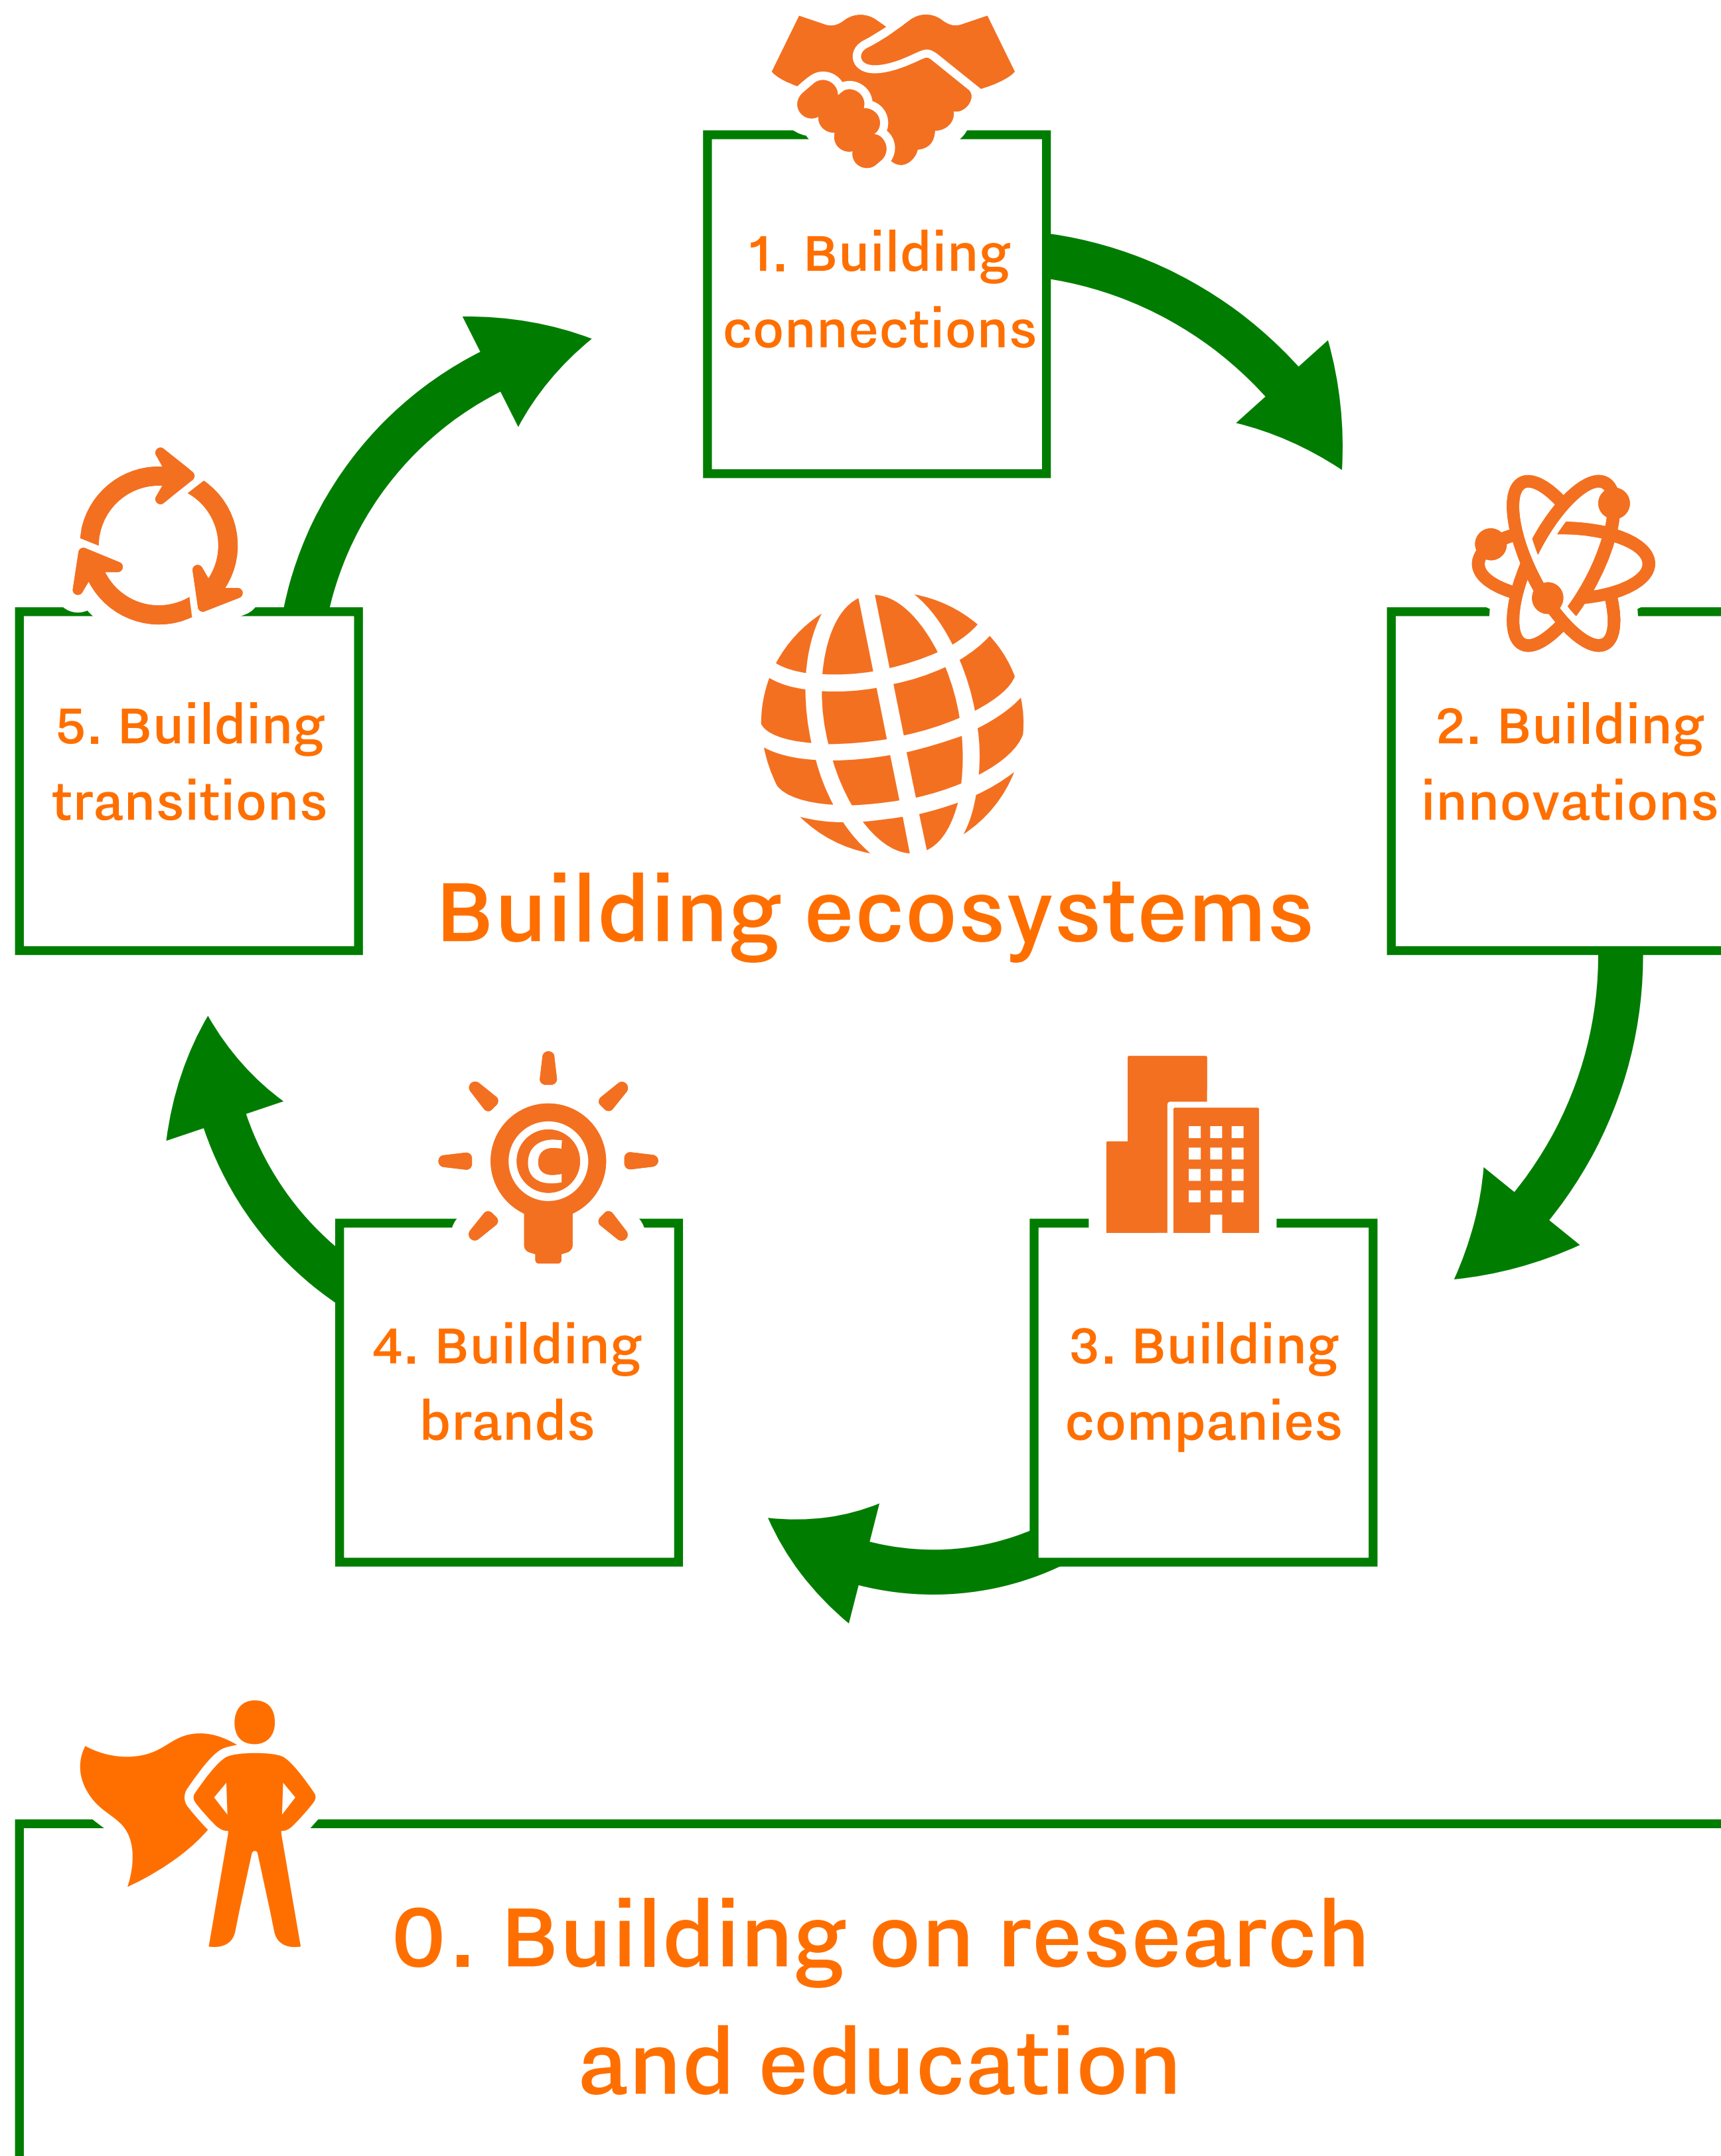 1. Building
connections
5. Building
transitions
2. Building
innovations
Building ecosystems
C
4. Building
brands
3. Building
companies
0. Building on research
and education